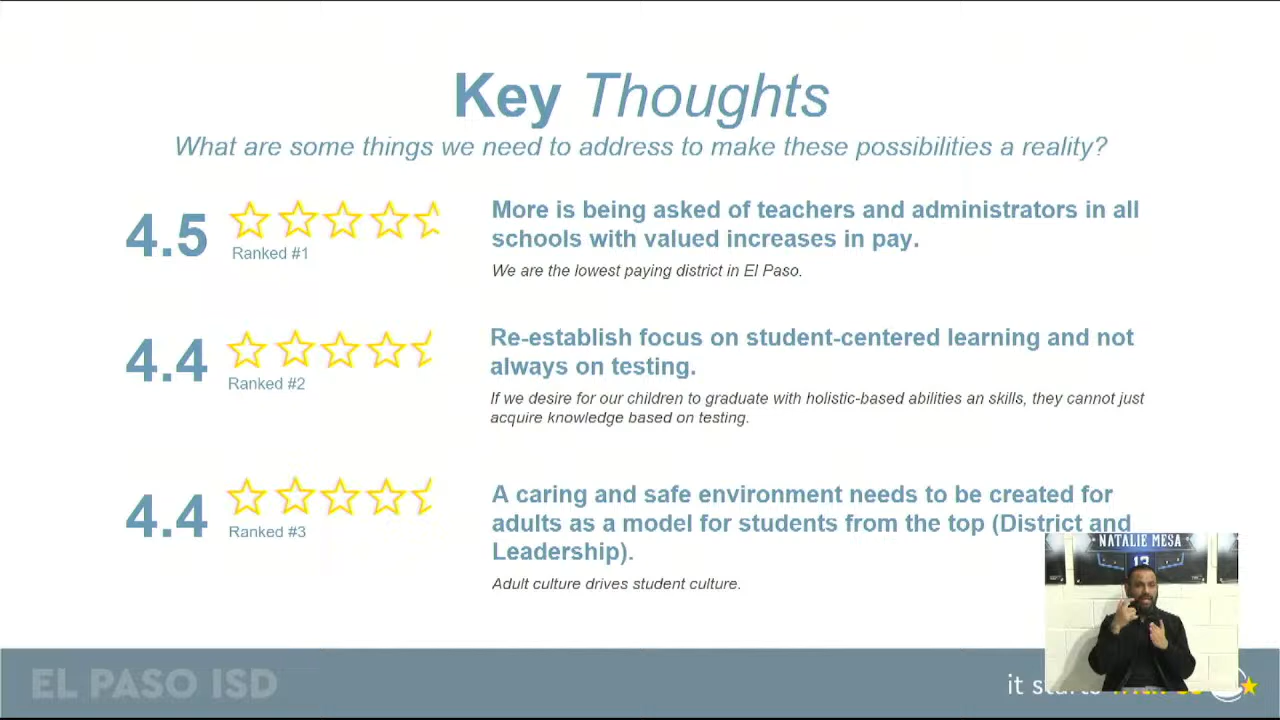 Key Thoughts
What are some things we need to address to make these possibilities a reality?
4.5
Ranked #1
More is being asked of teachers and administrators in all
schools with valued increases in pay.
We are the lowest paying district in El Paso.
4.4
Ranked #2
Re-establish focus on student-centered learning and not
always on testing.
If we desire for our children to graduate with holistic-based abilities an skills, they cannot just
acquire knowledge based on testing.
4.4
Ranked #3
A caring and safe environment needs to be created for
adults as a model for students from the top (District and
Leadership).
Adult culture drives student culture.
NATALIE MESA
13
EL PASO ISD
it starts